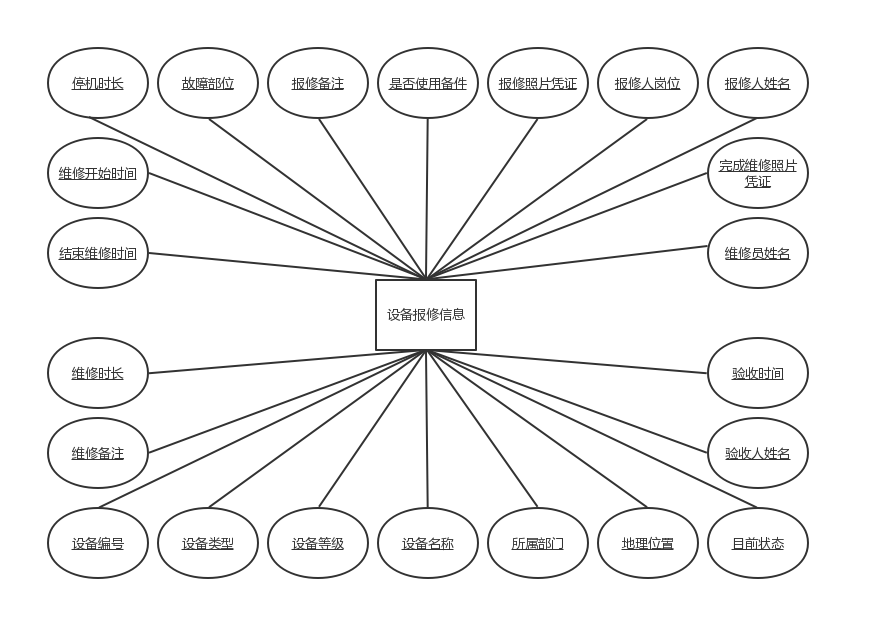 停机时长
故障部位
报修备注
是否使用备件
报修照片凭证
报修人岗位
报修人姓名
维修开始时间
完成维修照片
凭证
结束维修时间
维修员姓名
设备报修信息
维修时长
验收时间
维修备注
验收人姓名
设备编号
设备类型
设备等级
设备名称
所属部门
地理位置
目前状态